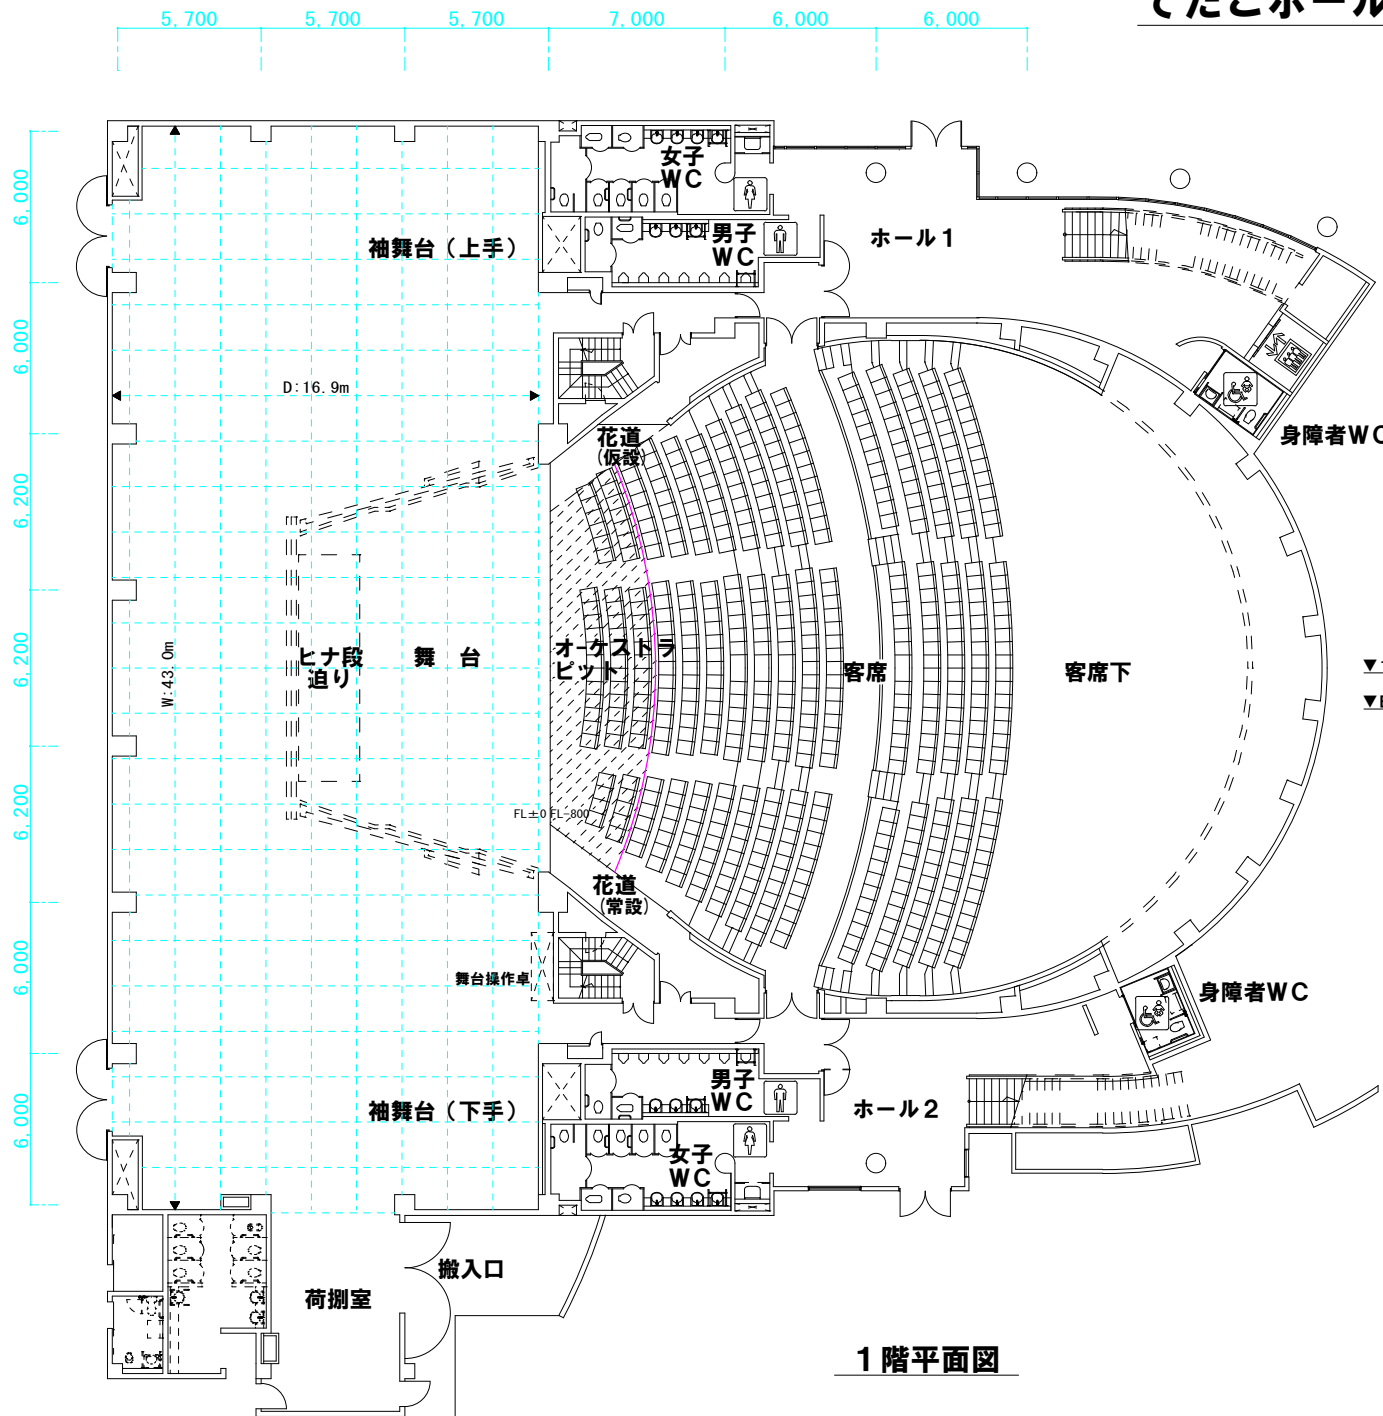 てだこホール
5,700
5,700
5,700
7,000
6,000
6,000
6,000
6,000
6,200
6,200
6,200
6,000
6,000
女子
WC
男子
WC
袖舞台（上手）
ホール1
D:16.9m
花道
(仮設)
身障者WC
W:43.0m
ヒナ段
迫り
舞 台
オーケストラ
ピット
客席
客席下
FL±0
FL-800
花道
(常設)
舞台操作卓
身障者WC
男子
WC
袖舞台（下手）
ホール2
女子
WC
搬入口
荷捌室
1階平面図